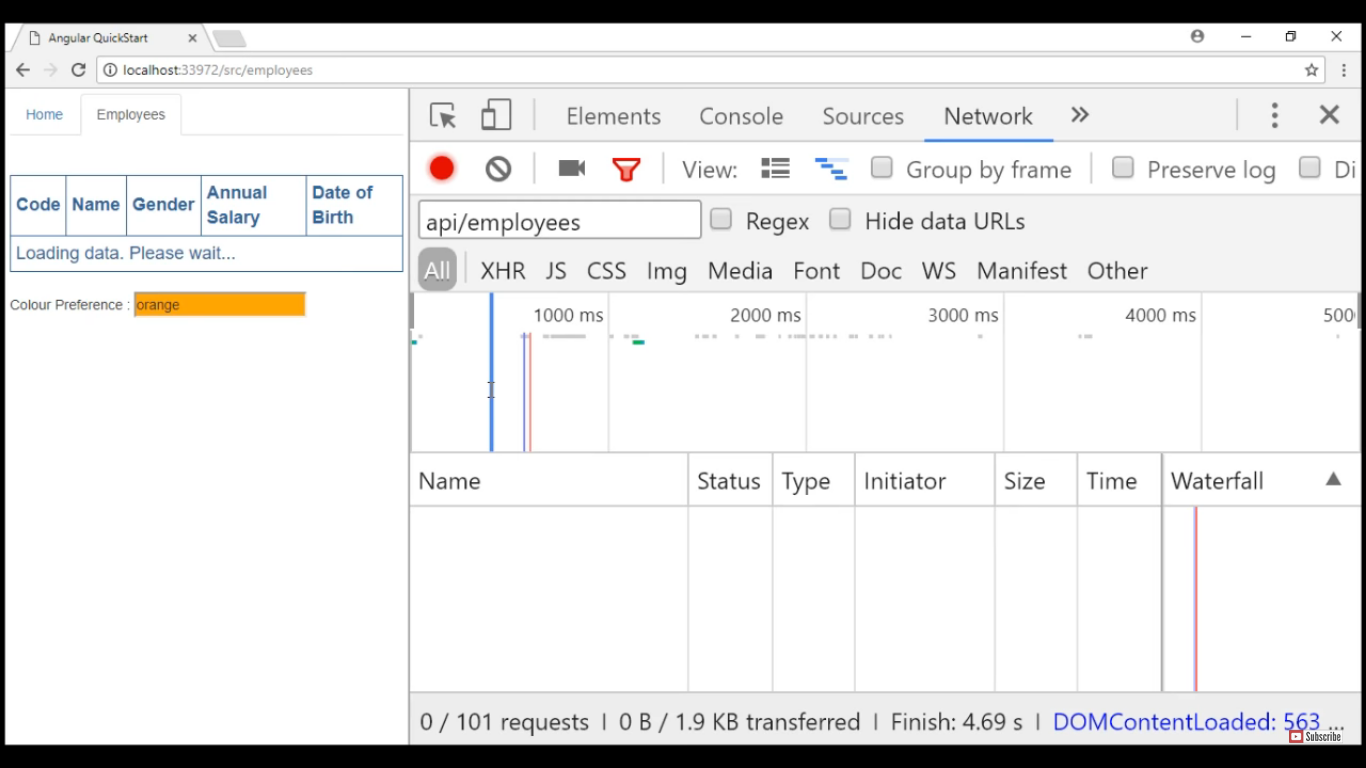 Angular QuickStart
localhost:33972/src/employees
Home Employees
Code Name Gender Annual Salary Date of Birth
Loading data. Please wait...
Colour Preference : orange
Elements Console Sources Network
View: Group by frame Preserve log Di
api/employees Regex Hide data URLs
All XHR JS CSS Img Media Font Doc WS Manifest Other
1000 ms 2000 ms 3000 ms 4000 ms 500
Name Status Type Initiator Size Time Waterfall
0 / 101 requests | 0 B / 1.9 KB transferred | Finish: 4.69 s | DOMContentLoaded: 563 ...
Subscribe